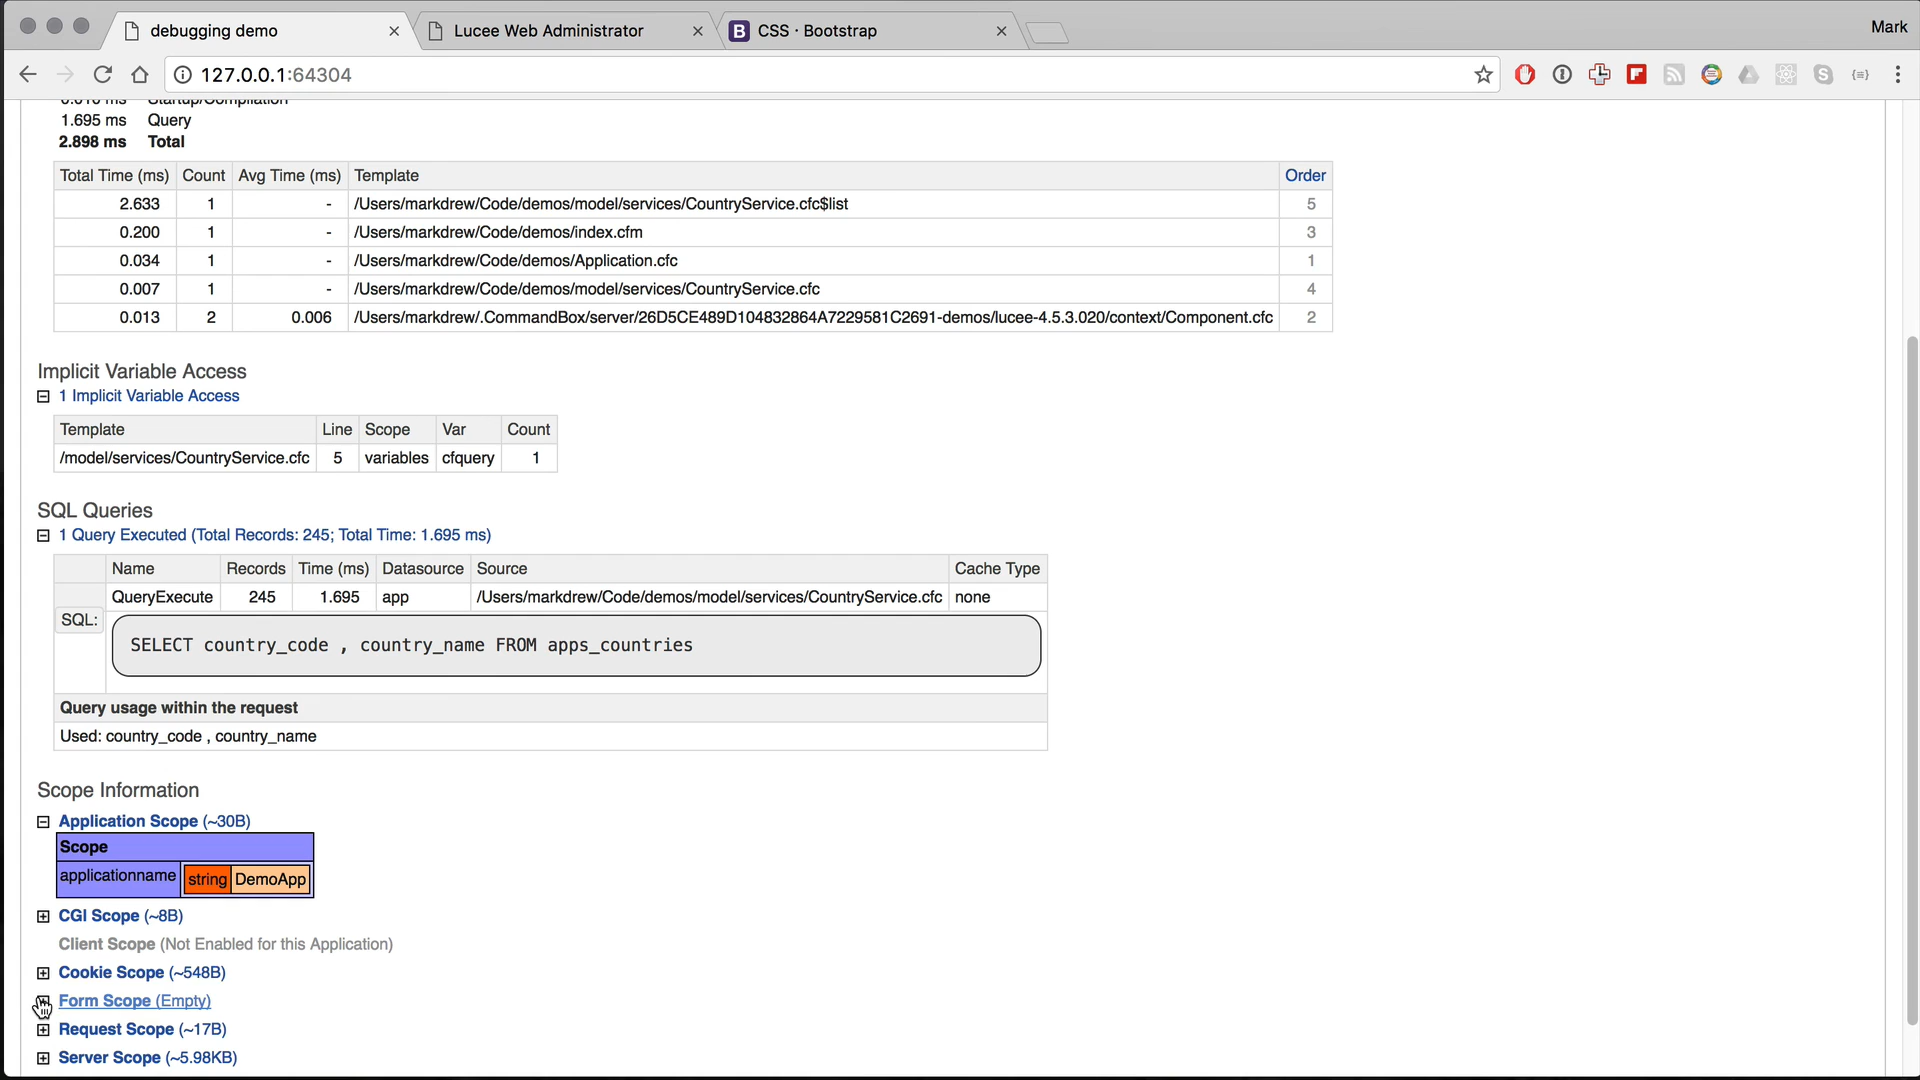 debugging demo
Lucee Web Administrator
B CSS · Bootstrap
Mark
127.0.0.1:64304
Startup/Compilation
1.695 ms Query
2.898 ms Total
Total Time (ms) Count Avg Time (ms) Template Order
2.633 1 - /Users/markdrew/Code/demos/model/services/CountryService.cfc$list 5
0.200 1 - /Users/markdrew/Code/demos/index.cfm 3
0.034 1 - /Users/markdrew/Code/demos/Application.cfc 1
0.007 1 - /Users/markdrew/Code/demos/model/services/CountryService.cfc 4
0.013 2 0.006 /Users/markdrew/.CommandBox/server/26D5CE489D104832864A7229581C2691-demos/lucee-4.5.3.020/context/Component.cfc 2
Implicit Variable Access
1 Implicit Variable Access
Template Line Scope Var Count
/model/services/CountryService.cfc 5 variables cfquery 1
SQL Queries
1 Query Executed (Total Records: 245; Total Time: 1.695 ms)
Name Records Time (ms) Datasource Source Cache Type
QueryExecute 245 1.695 app /Users/markdrew/Code/demos/model/services/CountryService.cfc none
SQL:
SELECT country_code , country_name FROM apps_countries
Query usage within the request
Used: country_code , country_name
Scope Information
Application Scope (~30B)
Scope
applicationname string DemoApp
CGI Scope (~8B)
Client Scope (Not Enabled for this Application)
Cookie Scope (~548B)
Form Scope (Empty)
Request Scope (~17B)
Server Scope (~5.98KB)